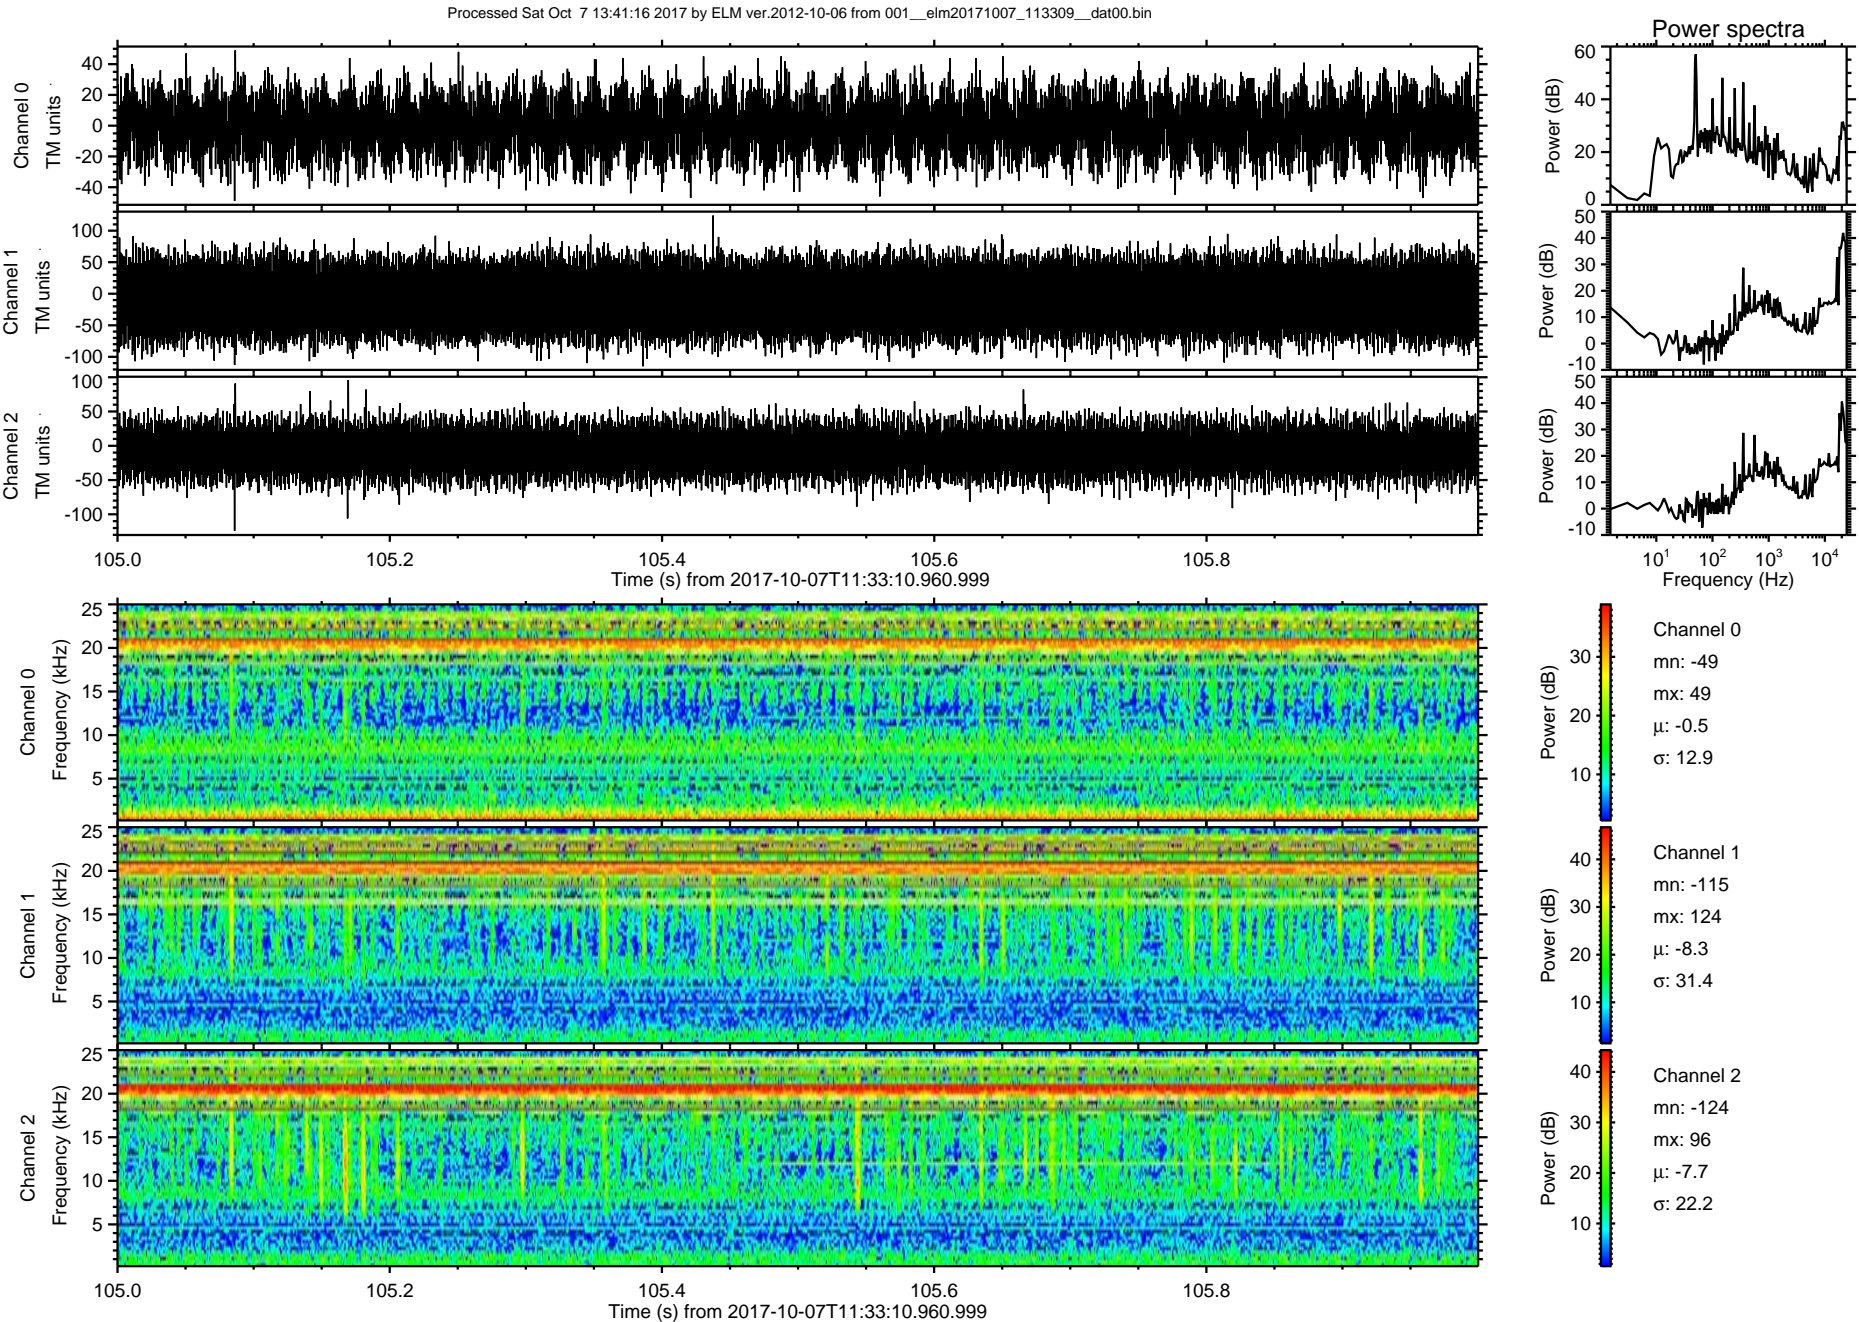 Processed Sat Oct  7 13:41:16 2017 by ELM ver.2012-10-06 from 001__elm20171007_113309__dat00.bin
Power spectra
Channel 0
TM units
40
20
0
-20
-40
Power (dB)
60
40
20
0
Channel 1
TM units
100
50
0
-50
-100
Power (dB)
50
40
30
20
10
0
-10
Channel 2
TM units
100
50
0
-50
-100
Power (dB)
50
40
30
20
10
0
-10
105.0 105.2 105.4 105.6 105.8
Time (s) from 2017-10-07T11:33:10.960.999
10¹ 10² 10³ 10⁴
Frequency (Hz)
Channel 0
Frequency (kHz)
25
20
15
10
5
Power (dB)
30
20
10
Channel 0
mn: -49
mx: 49
μ: -0.5
σ: 12.9
Channel 1
Frequency (kHz)
25
20
15
10
5
Power (dB)
40
30
20
10
Channel 1
mn: -115
mx: 124
μ: -8.3
σ: 31.4
Channel 2
Frequency (kHz)
25
20
15
10
5
Power (dB)
40
30
20
10
Channel 2
mn: -124
mx: 96
μ: -7.7
σ: 22.2
105.0 105.2 105.4 105.6 105.8
Time (s) from 2017-10-07T11:33:10.960.999